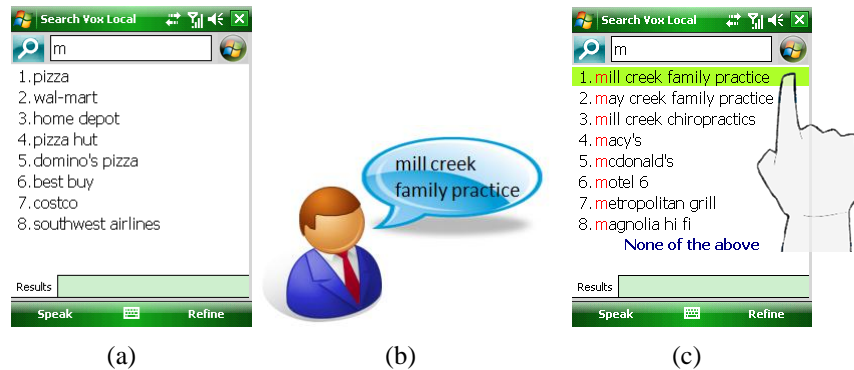 Search Vox Local
m
1. pizza
2. wal-mart
3. home depot
4. pizza hut
5. domino's pizza
6. best buy
7. costco
8. southwest airlines
Results
Speak
Refine
(a)
mill creek
family practice
(b)
Search Vox Local
m
1. mill creek family practice
2. may creek family practice
3. mill creek chiropractics
4. macy's
5. mcdonald's
6. motel 6
7. metropolitan grill
8. magnolia hi fi
None of the above
Results
Speak
Refine
(c)